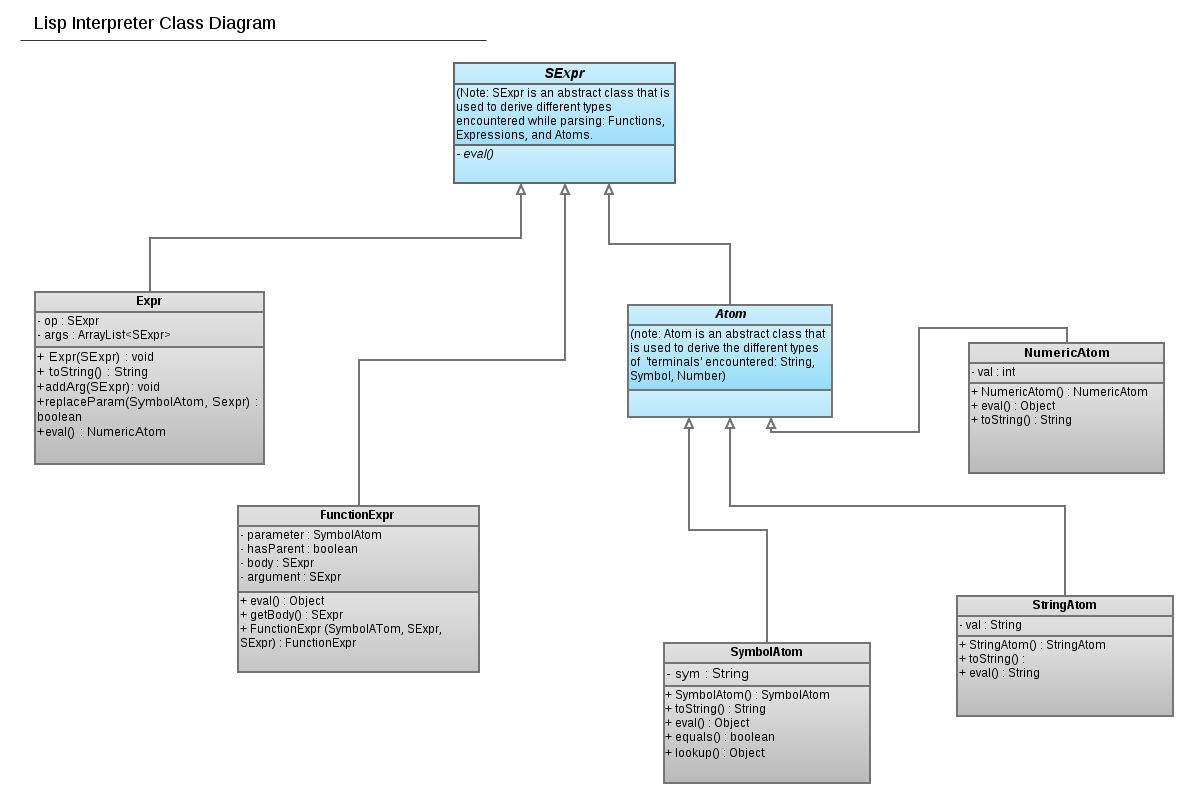 Lisp Interpreter Class Diagram
SExpr
(Note: SExpr is an abstract class that is
used to derive different types
encountered while parsing: Functions,
Expressions, and Atoms.
- eval()
Expr
- op : SExpr
- args : ArrayList<SExpr>
+ Expr(SExpr) : void
+ toString() : String
+addArg(SExpr): void
+replaceParam(SymbolAtom, Sexpr) :
boolean
+eval() : NumericAtom
Atom
(note: Atom is an abstract class that
is used to derive the different types
of 'terminals' encountered: String,
Symbol, Number)
NumericAtom
- val : int
+ NumericAtom() : NumericAtom
+ eval() : Object
+ toString() : String
FunctionExpr
- parameter : SymbolAtom
- hasParent : boolean
- body : SExpr
- argument : SExpr
+ eval() : Object
+ getBody() : SExpr
+ FunctionExpr (SymbolATom, SExpr,
SExpr) : FunctionExpr
StringAtom
- val : String
+ StringAtom() : StringAtom
+ toString() :
+ eval() : String
SymbolAtom
- sym : String
+ SymbolAtom() : SymbolAtom
+ toString() : String
+ eval() : Object
+ equals() : boolean
+ lookup() : Object